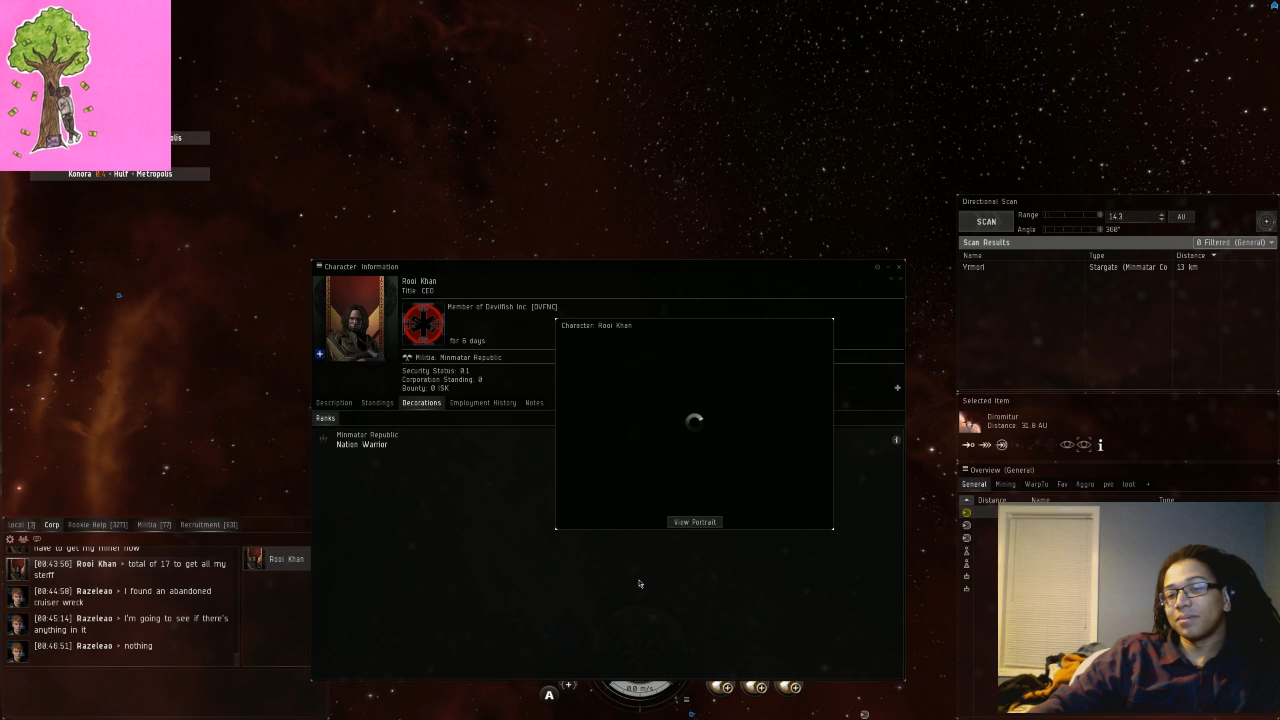 olis
Konora 0.4 < Hulf < Metropolis
Directional Scan
SCAN
Range
14.3
AU
Angle
360°
Scan Results
0 Filtered (General)
Name Type Distance
Yrmori Stargate (Minmatar Co 13 km
Selected Item
Diromitur
Distance: 31.8 AU
Overview (General)
General Mining WarpTo Fav Aggro pve loot +
Distance Name Type
Character Information
Rooi Khan
Title: CEO
Member of Devilfish Inc. [DVFNC]
for 6 days
Militia: Minmatar Republic
Security Status: 0.1
Corporation Standing: 0
Bounty: 0 ISK
Description Standings Decorations Employment History Notes
Ranks
Minmatar Republic
Nation Warrior
Character: Rooi Khan
View Portrait
Local [3] Corp Rookie Help [3271] Militia [77] Recruitment [631]
have to get my miner now
[00:43:56] Rooi Khan > total of 17 to get all my
sterff
[00:44:58] Razeleao > I found an abandoned
cruiser wreck
[00:45:14] Razeleao > I'm going to see if there's
anything in it
[00:46:51] Razeleao > nothing
Rooi Khan
A
0.0 m/s